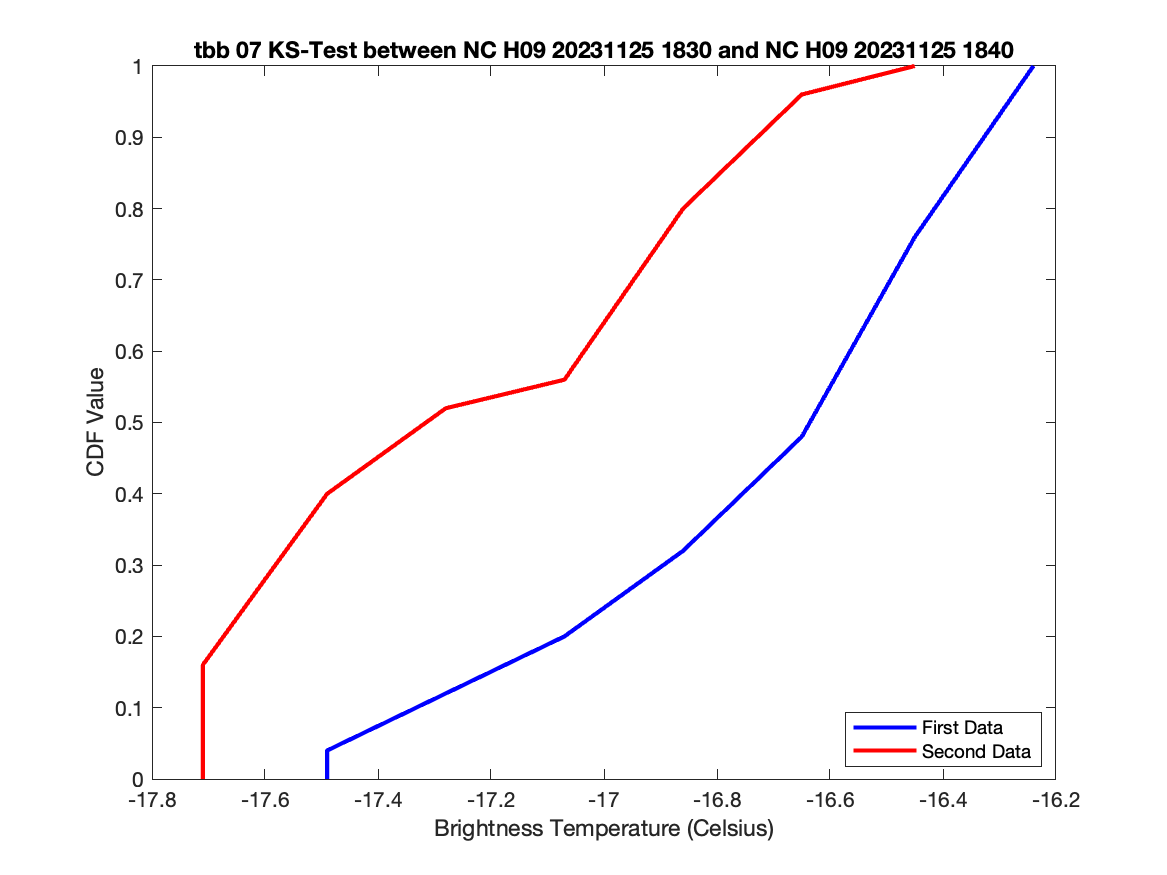 tbb 07 KS-Test between NC H09 20231125 1830 and NC H09 20231125 1840
1
0.9
0.8
0.7
0.6
0.5
0.4
0.3
0.2
0.1
0
CDF Value
First Data
Second Data
-17.8 -17.6 -17.4 -17.2 -17 -16.8 -16.6 -16.4 -16.2
Brightness Temperature (Celsius)